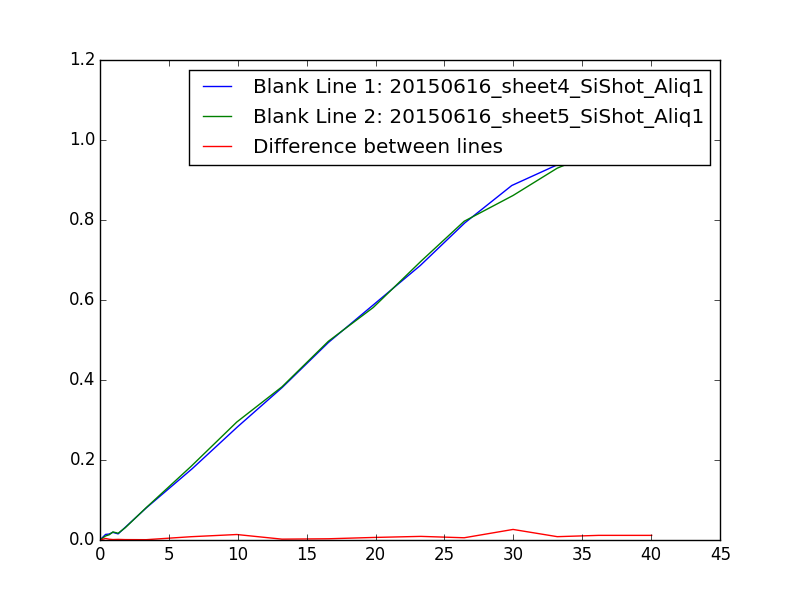 1.2
Blank Line 1: 20150616_sheet4_SiShot_Aliq1
Blank Line 2: 20150616_sheet5_SiShot_Aliq1
Difference between lines
1.0
0.8
0.6
0.4
0.2
0.0
0 5 10 15 20 25 30 35 40 45